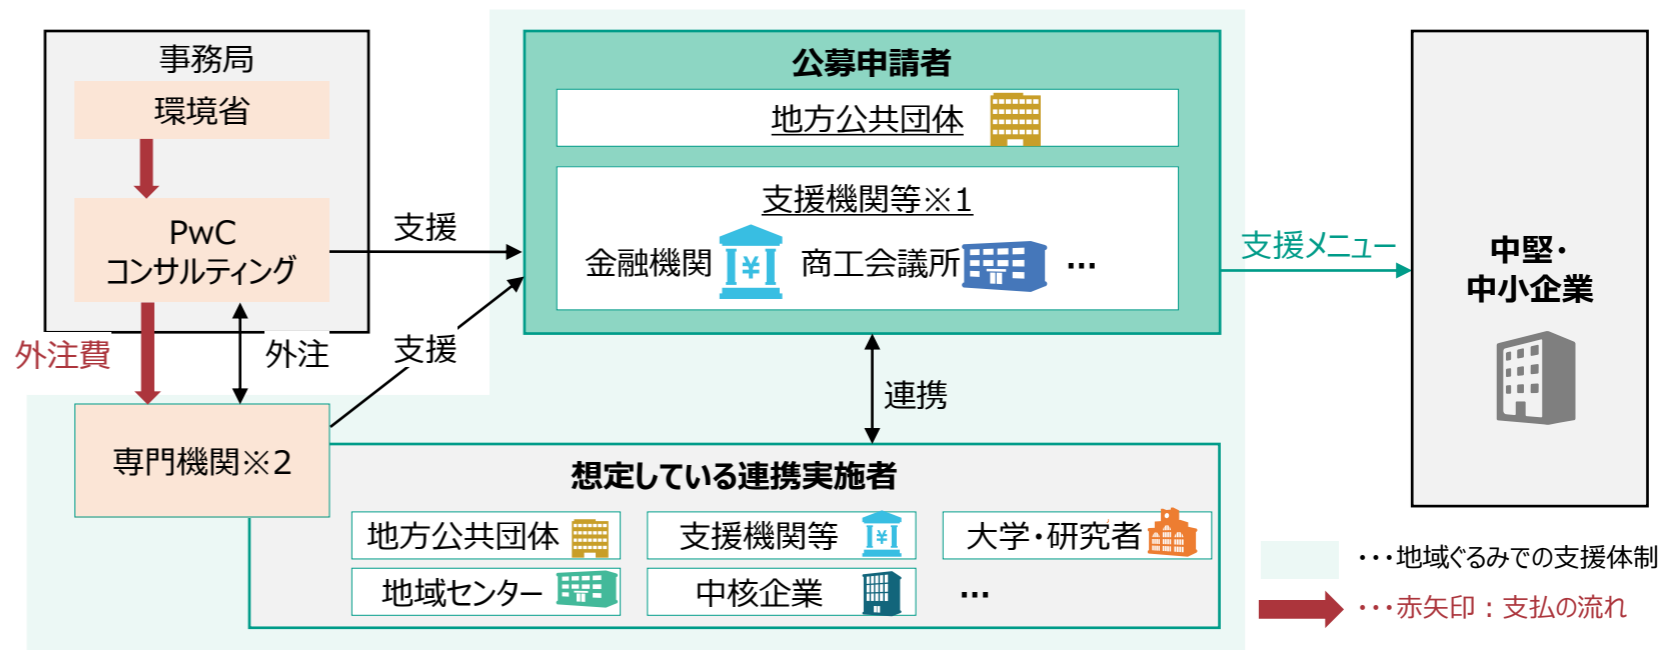 事務局
環境省
PwC
コンサルティング
外注費
外注
支援
支援
専門機関※2
公募申請者
地方公共団体
支援機関等※1
金融機関
商工会議所
…
連携
想定している連携実施者
地方公共団体
支援機関等
大学・研究者
地域センター
中核企業
…
支援メニュー
中堅・
中小企業
･･･地域ぐるみでの支援体制
･･･赤矢印：支払の流れ